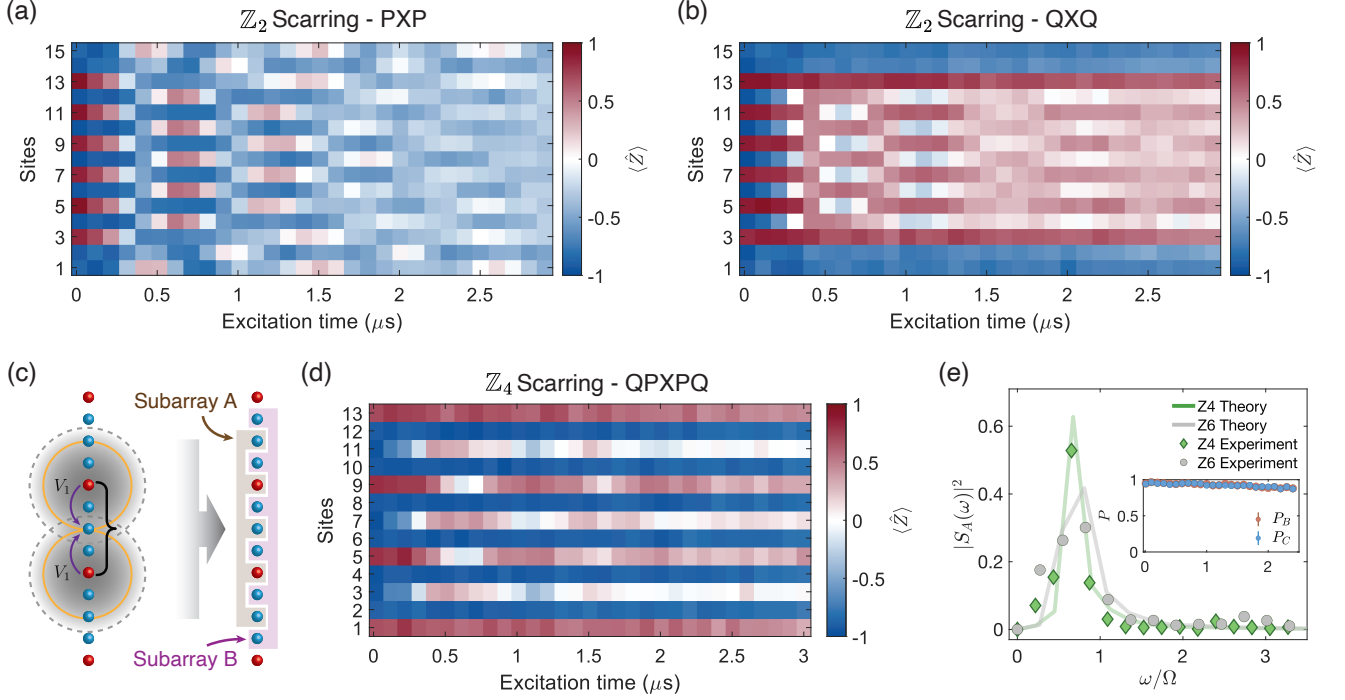 (a)
ℤ₂ Scarring - PXP
Sites
15
13
11
9
7
5
3
1
0
0.5
1
1.5
2
2.5
Excitation time (μs)
1
0.5
0
-0.5
-1
⟨Ẑ⟩
(b)
ℤ₂ Scarring - QXQ
Sites
15
13
11
9
7
5
3
1
0
0.5
1
1.5
2
2.5
Excitation time (μs)
1
0.5
0
-0.5
-1
⟨Ẑ⟩
(c)
Subarray A
V₁
V₁
Subarray B
(d)
ℤ₄ Scarring - QPXPQ
Sites
13
12
11
10
9
8
7
6
5
4
3
2
1
0
0.5
1
1.5
2
2.5
3
Excitation time (μs)
1
0.5
0
-0.5
-1
⟨Ẑ⟩
(e)
|S_A(ω)|²
0.6
0.4
0.2
0
0
1
2
3
ω/Ω
Z4 Theory
Z6 Theory
Z4 Experiment
Z6 Experiment
P
1
0.5
0
0
1
2
P_B
P_C